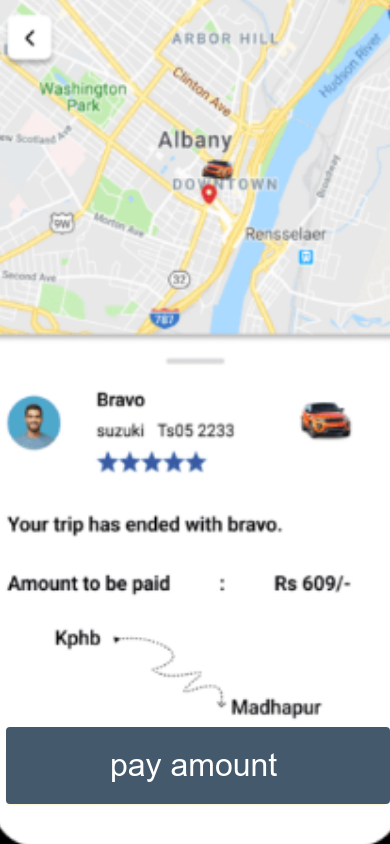 ARBOR HILL
Hudson River
Washington
Park
Clinton Ave
ew Scotland Ave
Albany
DOWNTOWN
Broadway
9W
Morton Ave
Rensselaer
Second Ave
32
787
Bravo
suzuki Ts05 2233
Your trip has ended with bravo.
Amount to be paid : Rs 609/-
Kphb
Madhapur
pay amount